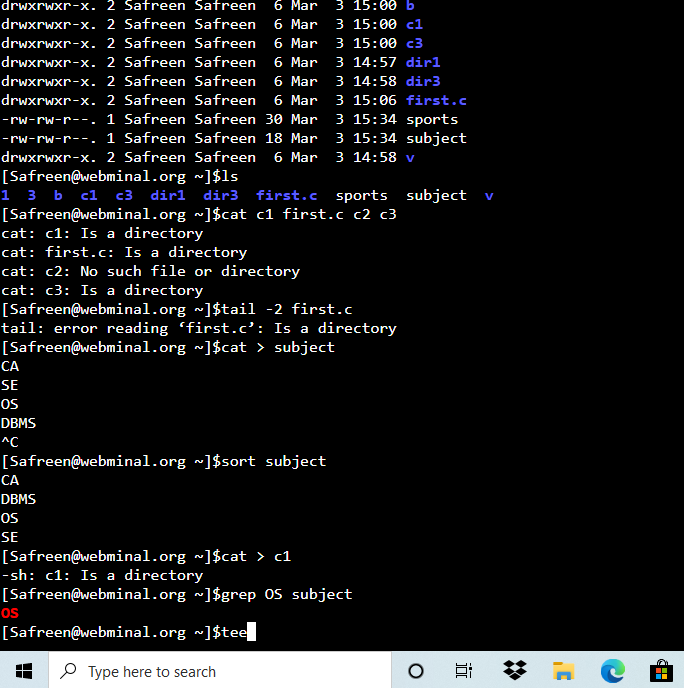 drwxrwxr-x. 2 Safreen Safreen  6 Mar  3 15:00 b
drwxrwxr-x. 2 Safreen Safreen  6 Mar  3 15:00 c1
drwxrwxr-x. 2 Safreen Safreen  6 Mar  3 15:00 c3
drwxrwxr-x. 2 Safreen Safreen  6 Mar  3 14:57 dir1
drwxrwxr-x. 2 Safreen Safreen  6 Mar  3 14:58 dir3
drwxrwxr-x. 2 Safreen Safreen  6 Mar  3 15:06 first.c
-rw-rw-r--. 1 Safreen Safreen 30 Mar  3 15:34 sports
-rw-rw-r--. 1 Safreen Safreen 18 Mar  3 15:34 subject
drwxrwxr-x. 2 Safreen Safreen  6 Mar  3 14:58 v
[Safreen@webminal.org ~]$ls
1  3  b  c1  c3  dir1  dir3  first.c  sports  subject  v
[Safreen@webminal.org ~]$cat c1 first.c c2 c3
cat: c1: Is a directory
cat: first.c: Is a directory
cat: c2: No such file or directory
cat: c3: Is a directory
[Safreen@webminal.org ~]$tail -2 first.c
tail: error reading ‘first.c’: Is a directory
[Safreen@webminal.org ~]$cat > subject
CA
SE
OS
DBMS
^C
[Safreen@webminal.org ~]$sort subject
CA
DBMS
OS
SE
[Safreen@webminal.org ~]$cat > c1
-sh: c1: Is a directory
[Safreen@webminal.org ~]$grep OS subject
OS
[Safreen@webminal.org ~]$tee
Type here to search